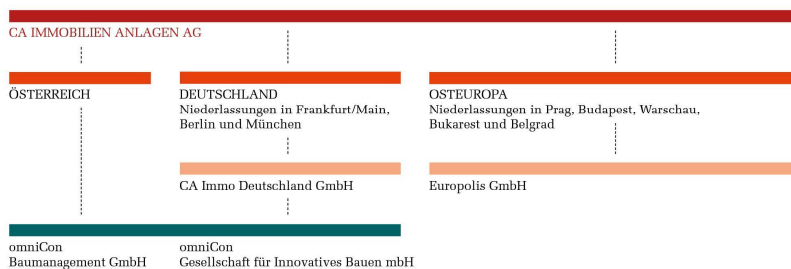 CA IMMOBILIEN ANLAGEN AG
ÖSTERREICH
DEUTSCHLAND
Niederlassungen in Frankfurt/Main,
Berlin und München
OSTEUROPA
Niederlassungen in Prag, Budapest, Warschau,
Bukarest und Belgrad
CA Immo Deutschland GmbH
Europolis GmbH
omniCon
Baumanagement GmbH
omniCon
Gesellschaft für Innovatives Bauen mbH